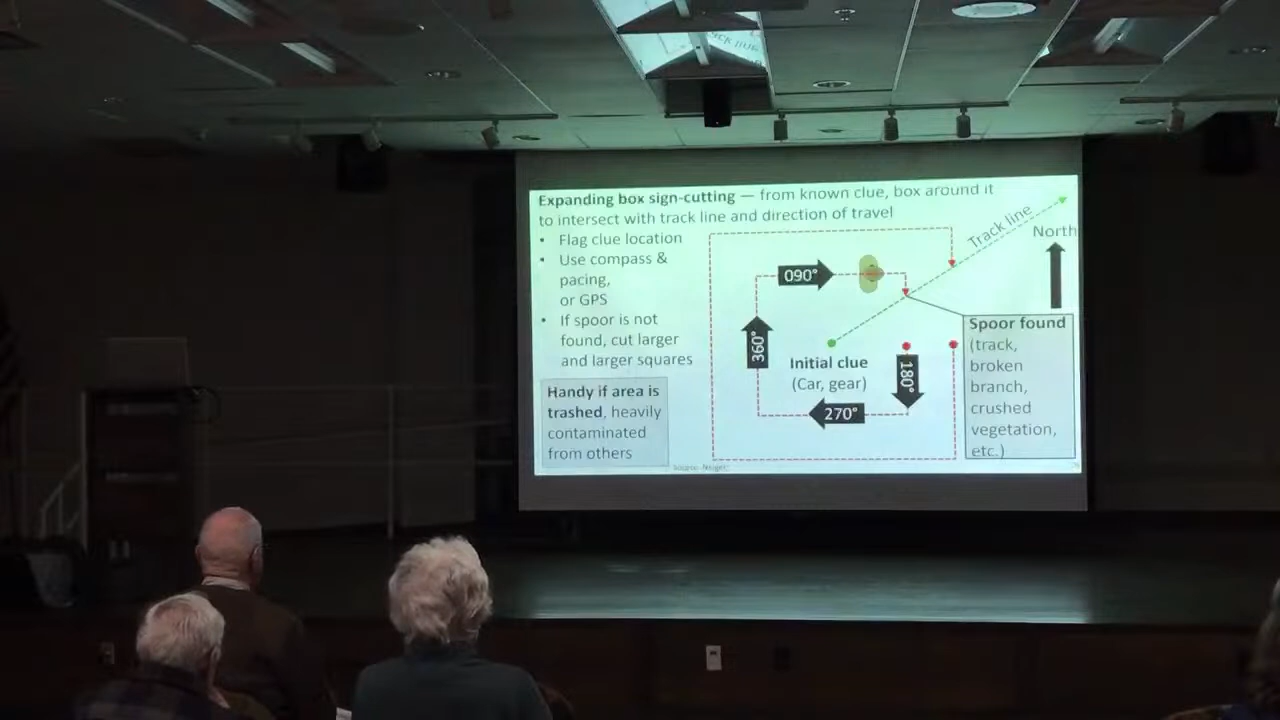 Expanding box sign-cutting — from known clue, box around it
to intersect with track line and direction of travel
• Flag clue location
• Use compass &
pacing,
or GPS
• If spoor is not
found, cut larger
and larger squares
Handy if area is
trashed, heavily
contaminated
from others
Track line
North
090°
360°
180°
270°
Initial clue
(Car, gear)
Spoor found
(track,
broken
branch,
crushed
vegetation,
etc.)